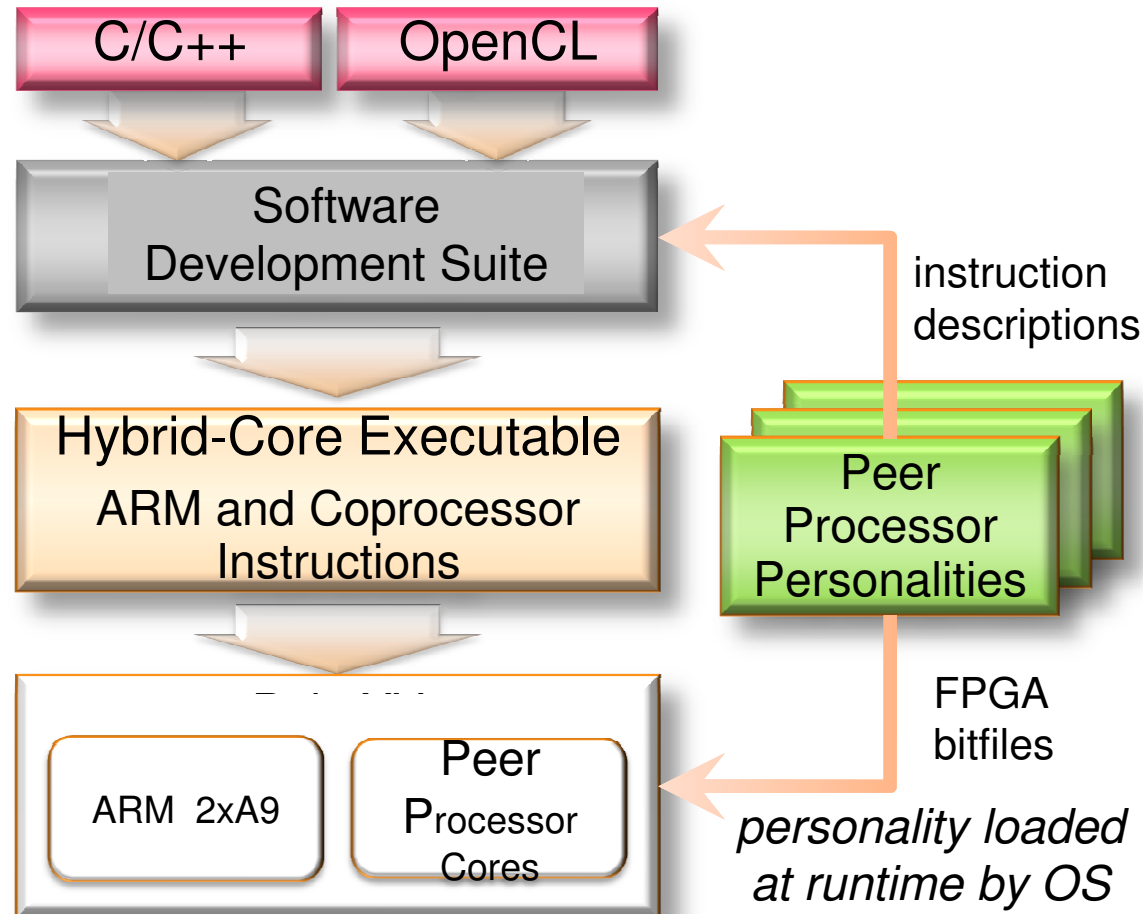 C/C++
OpenCL
Software
Development Suite
instruction
descriptions
Hybrid-Core Executable
ARM and Coprocessor
Instructions
Peer
Processor
Personalities
FPGA
bitfiles
ARM 2xA9
Peer
Processor
Cores
personality loaded
at runtime by OS